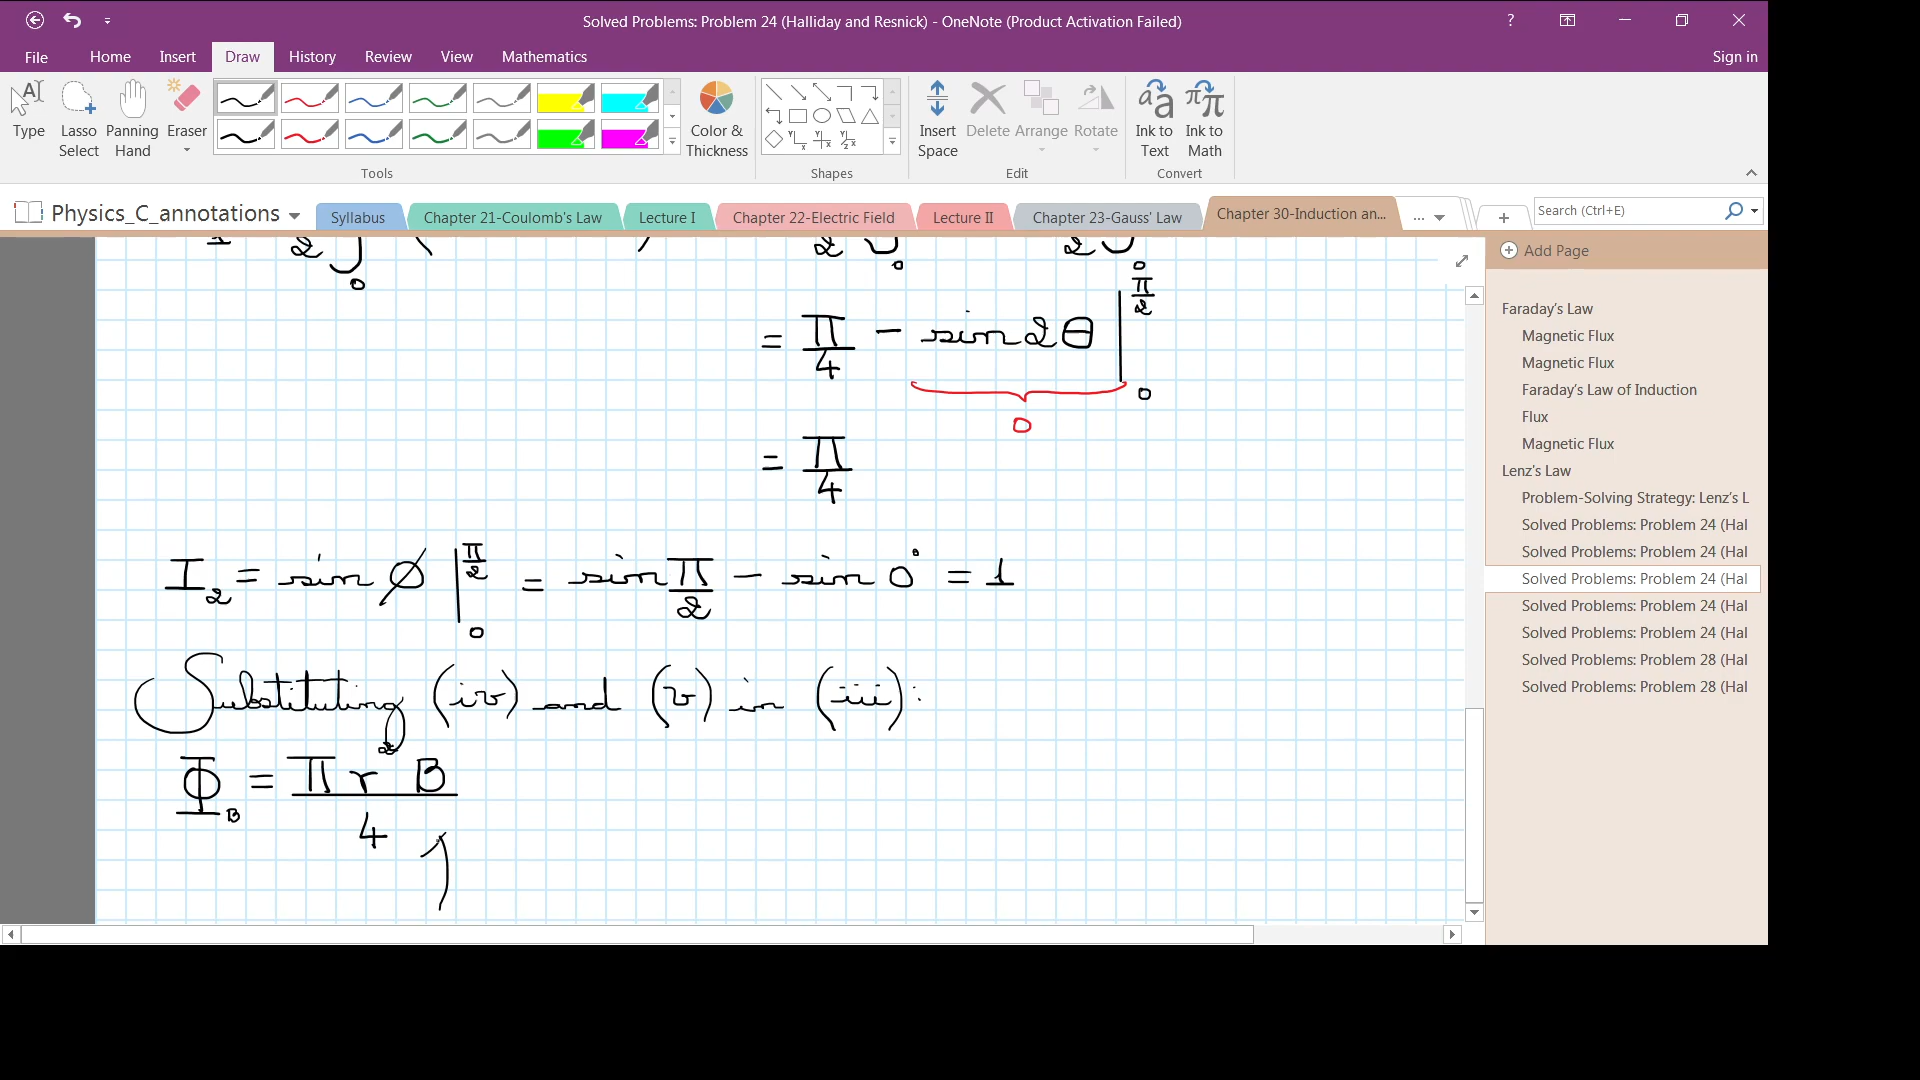 Solved Problems: Problem 24 (Halliday and Resnick) - OneNote (Product Activation Failed)
?
File Home Insert Draw History Review View Mathematics
Sign in
Type
Lasso Select
Panning Hand
Eraser
Color & Thickness
Insert Space
Delete
Arrange
Rotate
Ink to Text
Ink to Math
Tools
Shapes
Edit
Convert
Physics_C_annotations
Syllabus
Chapter 21-Coulomb's Law
Lecture I
Chapter 22-Electric Field
Lecture II
Chapter 23-Gauss' Law
Chapter 30-Induction an...
...
Search (Ctrl+E)
Add Page
Faraday's Law
Magnetic Flux
Magnetic Flux
Faraday's Law of Induction
Flux
Magnetic Flux
Lenz's Law
Problem-Solving Strategy: Lenz's L
Solved Problems: Problem 24 (Hal
Solved Problems: Problem 24 (Hal
Solved Problems: Problem 24 (Hal
Solved Problems: Problem 24 (Hal
Solved Problems: Problem 24 (Hal
Solved Problems: Problem 28 (Hal
Solved Problems: Problem 28 (Hal
= π/4 - sin 2θ |₀^(π/2)
0
= π/4
I₂ = sin Ø |₀^(π/2) = sin π/2 - sin 0° = 1
Substituting (iv) and (v) in (iii):
Φ_B = π r² B / 4